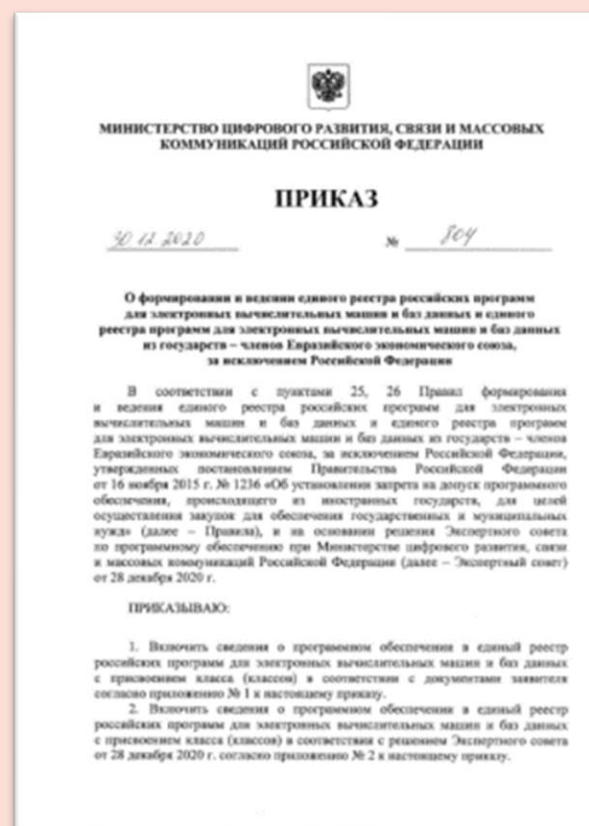 МИНИСТЕРСТВО ЦИФРОВОГО РАЗВИТИЯ, СВЯЗИ И МАССОВЫХ
КОММУНИКАЦИЙ РОССИЙСКОЙ ФЕДЕРАЦИИ
ПРИКАЗ
30.12.2020 № 804
О формировании и ведении единого реестра российских программ
для электронных вычислительных машин и баз данных и единого
реестра программ для электронных вычислительных машин и баз данных
из государств – членов Евразийского экономического союза,
за исключением Российской Федерации
В соответствии с пунктами 25, 26 Правил формирования
и ведения единого реестра российских программ для электронных
вычислительных машин и баз данных и единого реестра программ
для электронных вычислительных машин и баз данных из государств – членов
Евразийского экономического союза, за исключением Российской Федерации,
утвержденных постановлением Правительства Российской Федерации
от 16 ноября 2015 г. № 1236 «Об установлении запрета на допуск программного
обеспечения, происходящего из иностранных государств, для целей
осуществления закупок для обеспечения государственных и муниципальных
нужд» (далее – Правила), и на основании решения Экспертного совета
по программному обеспечению при Министерстве цифрового развития, связи
и массовых коммуникаций Российской Федерации (далее – Экспертный совет)
от 28 декабря 2020 г.
ПРИКАЗЫВАЮ:
1. Включить сведения о программном обеспечении в единый реестр
российских программ для электронных вычислительных машин и баз данных
с присвоением класса (классов) в соответствии с документами заявителя
согласно приложению № 1 к настоящему приказу.
2. Включить сведения о программном обеспечении в единый реестр
российских программ для электронных вычислительных машин и баз данных
с присвоением класса (классов) в соответствии с решением Экспертного совета
от 28 декабря 2020 г. согласно приложению № 2 к настоящему приказу.